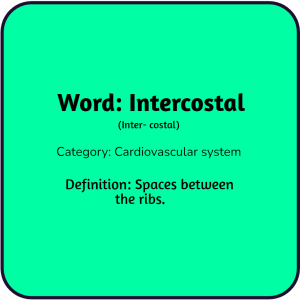 Word: Intercostal
(Inter- costal)
Category: Cardiovascular system
Definition: Spaces between
the ribs.